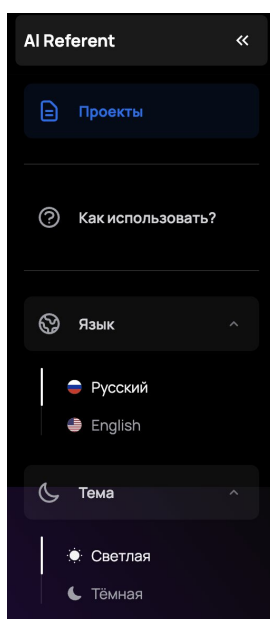 AI Referent
Проекты
Как использовать?
Язык
Русский
English
Тема
Светлая
Тёмная